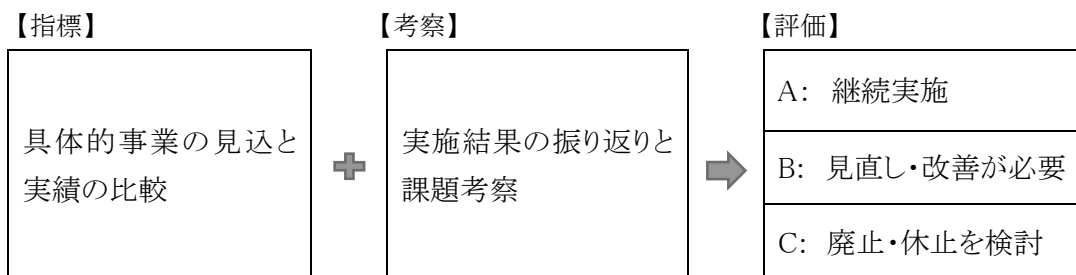 【指標】
具体的事業の見込と
実績の比較
【考察】
実施結果の振り返りと
課題考察
【評価】
A: 継続実施
B: 見直し・改善が必要
C: 廃止・休止を検討